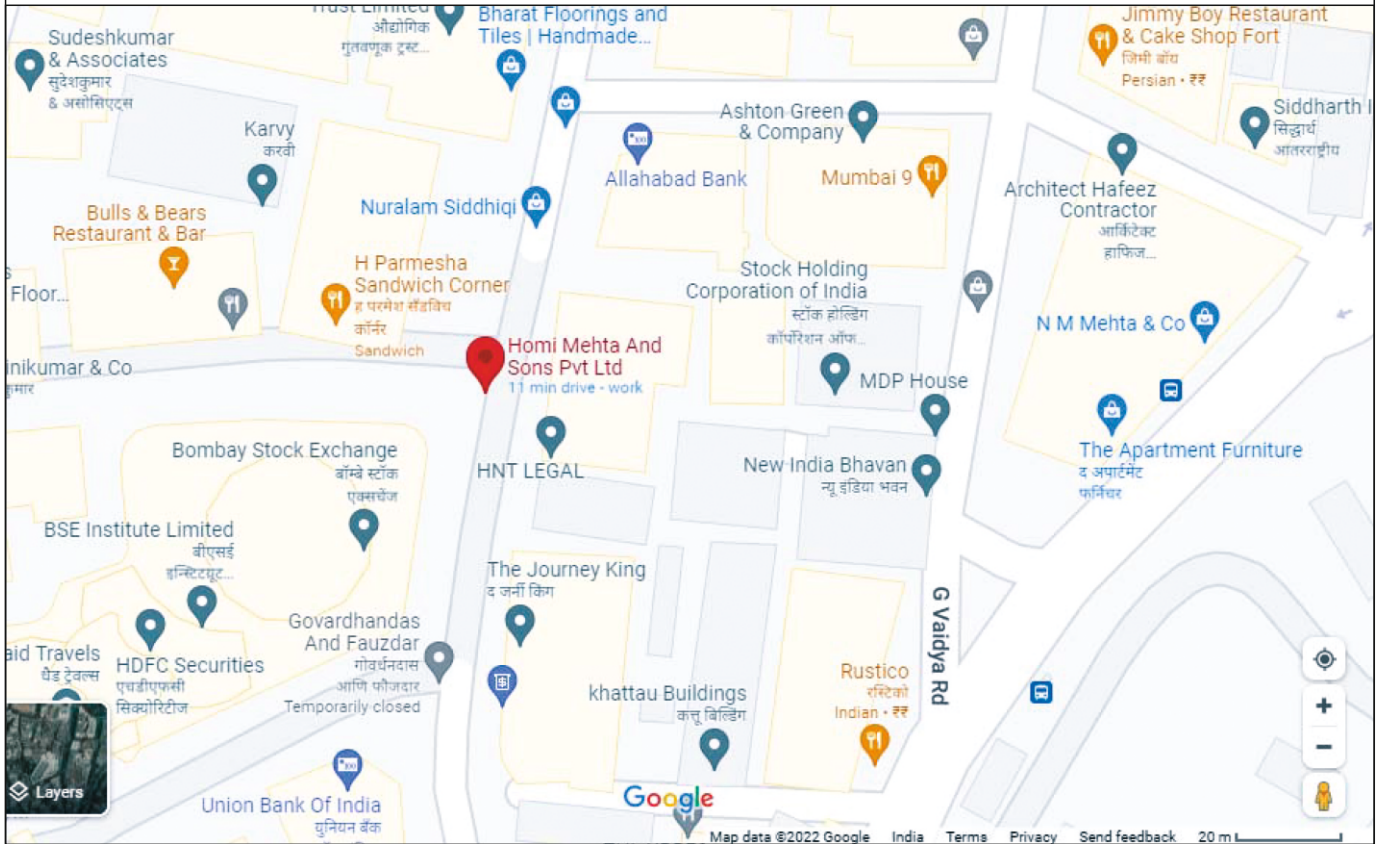 Trust Limited
औद्योगिक
गुंतवणूक ट्रस्ट...
Bharat Floorings and
Tiles | Handmade...
Jimmy Boy Restaurant
& Cake Shop Fort
जिमी बॉय
Persian • ₹₹
Sudeshkumar
& Associates
सुदेशकुमार
& असोसिएट्स
Karvy
करवी
Ashton Green
& Company
Siddharth I
सिद्धार्थ
आंतरराष्ट्रीय
Allahabad Bank
Mumbai 9
Architect Hafeez
Contractor
आर्किटेक्ट
हाफिज...
Nuralam Siddhiqi
Bulls & Bears
Restaurant & Bar
H Parmesha
Sandwich Corner
ह परमेश सँडविच
कॉर्नर
Sandwich
Stock Holding
Corporation of India
स्टॉक होल्डिंग
कॉर्पोरेशन ऑफ...
s
Floor...
N M Mehta & Co
Homi Mehta And
Sons Pvt Ltd
11 min drive - work
inikumar & Co
कुमार
MDP House
Bombay Stock Exchange
बॉम्बे स्टॉक
एक्सचेंज
HNT LEGAL
New India Bhavan
न्यू इंडिया भवन
The Apartment Furniture
द अपार्टमेंट
फर्निचर
BSE Institute Limited
बीएसई
इन्स्टिट्यूट...
The Journey King
द जर्नी किंग
Govardhandas
And Fauzdar
गोवर्धनदास
आणि फौजदार
Temporarily closed
G Vaidya Rd
aid Travels
थैड ट्रेवल्स
HDFC Securities
एचडीएफसी
सिक्योरिटीज
khattau Buildings
कत्तू बिल्डिंग
Rustico
रस्टिको
Indian • ₹₹
Layers
Union Bank Of India
युनियन बँक
Google
Map data ©2022 Google India Terms Privacy Send feedback 20 m